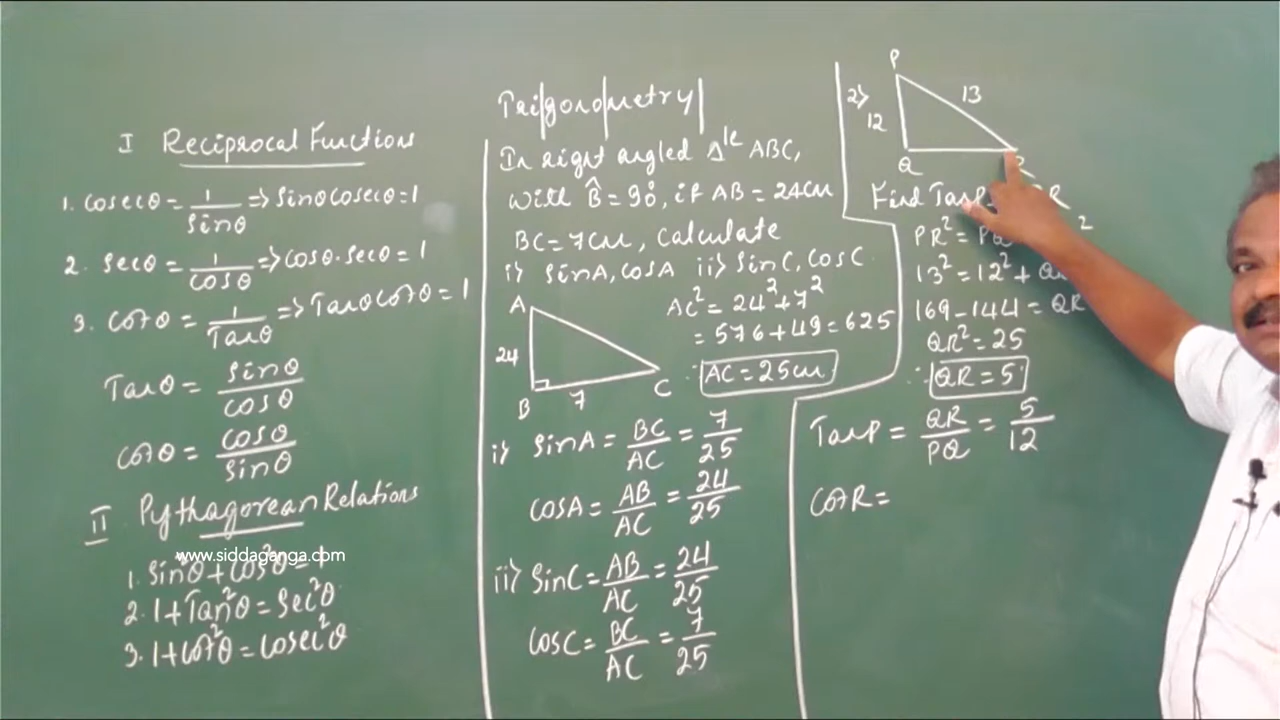 I Reciprocal Functions
1. Cosecθ = 1/Sinθ => Sinθ Cosecθ = 1
2. Secθ = 1/Cosθ => Cosθ·Secθ = 1
3. Cotθ = 1/Tanθ => Tanθ Cotθ = 1
Tanθ = Sinθ/Cosθ
Cotθ = Cosθ/Sinθ
II Pythagorean Relations
www.siddaganga.com
1. Sin²θ + Cos²θ = 1
2. 1 + Tan²θ = Sec²θ
3. 1 + Cot²θ = Cosec²θ
Trigonometry
In right angled Δle ABC,
with B̂ = 90°, if AB = 24cm
BC = 7cm, Calculate
i) SinA, CosA ii) SinC, CosC
A
24
B
7
C
AC² = 24² + 7²
= 576 + 49 = 625
∴ AC = 25cm
i) SinA = BC/AC = 7/25
CosA = AB/AC = 24/25
ii) SinC = AB/AC = 24/25
CosC = BC/AC = 7/25
2)
P
13
12
Q
Find TanP R
PR² = PQ 2
13² = 12² + QR
169 – 144 = QR
QR² = 25
∴ QR = 5
TanP = QR/PQ = 5/12
CotR =